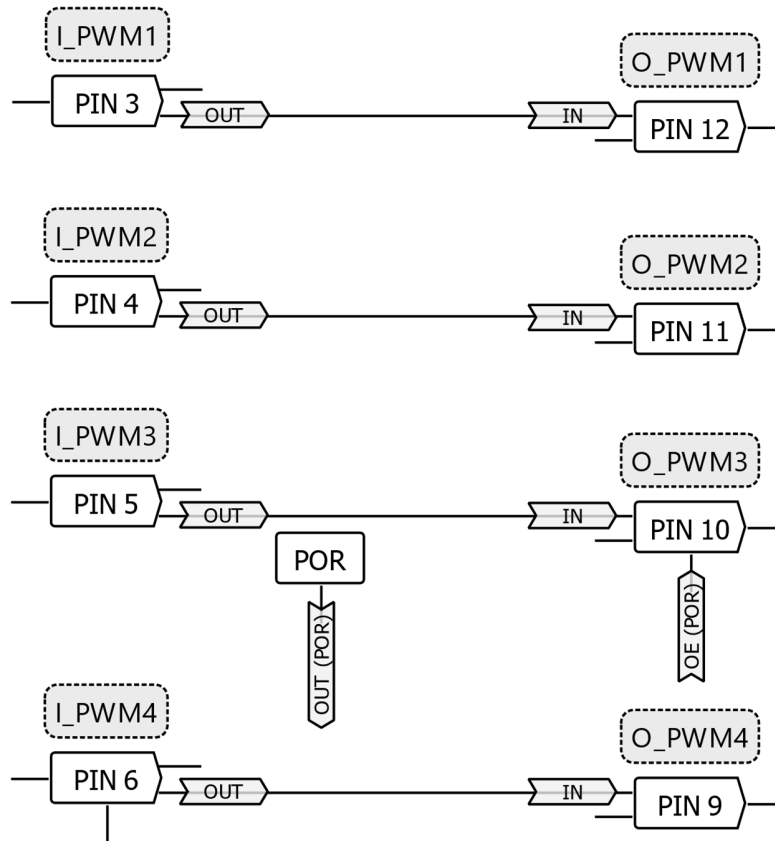 I_PWM1
O_PWM1
PIN 3
OUT
IN
PIN 12
I_PWM2
O_PWM2
PIN 4
OUT
IN
PIN 11
I_PWM3
O_PWM3
PIN 5
OUT
IN
PIN 10
POR
OUT (POR)
OE (POR)
I_PWM4
O_PWM4
PIN 6
OUT
IN
PIN 9